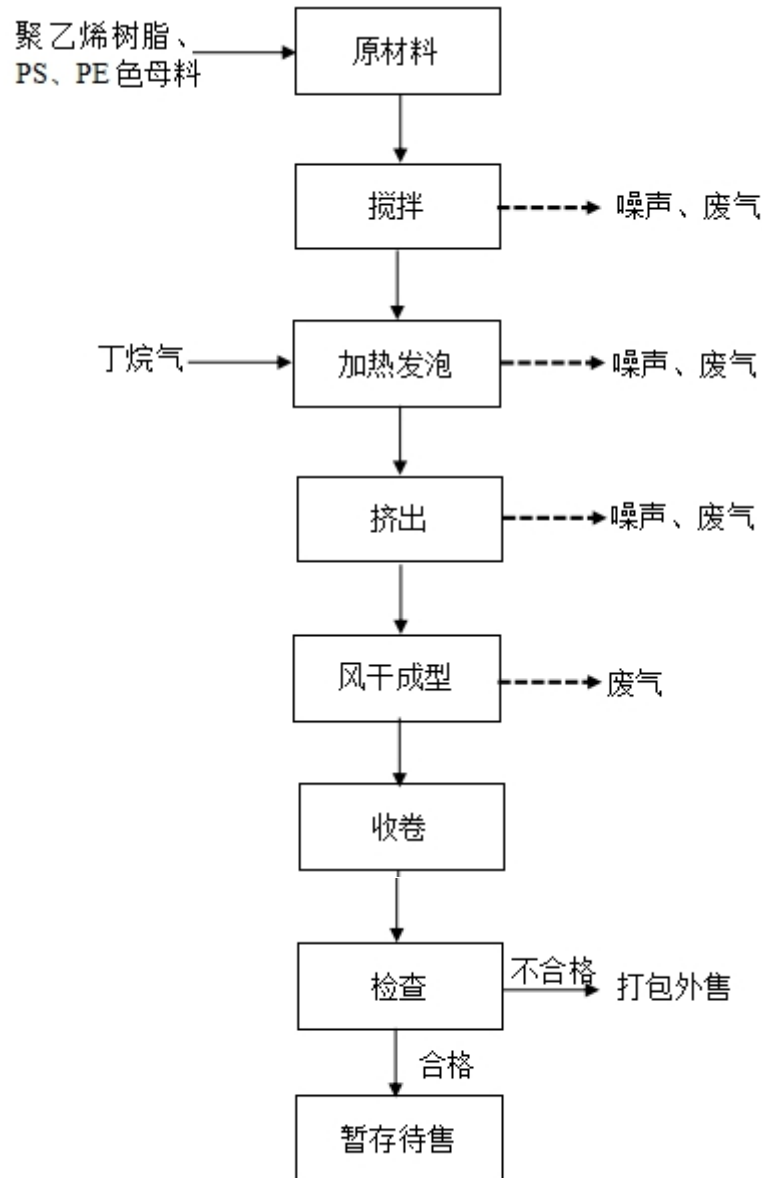 聚乙烯树脂、
PS、PE色母料
原材料
搅拌
噪声、废气
丁烷气
加热发泡
噪声、废气
挤出
噪声、废气
风干成型
废气
收卷
检查
不合格
打包外售
合格
暂存待售